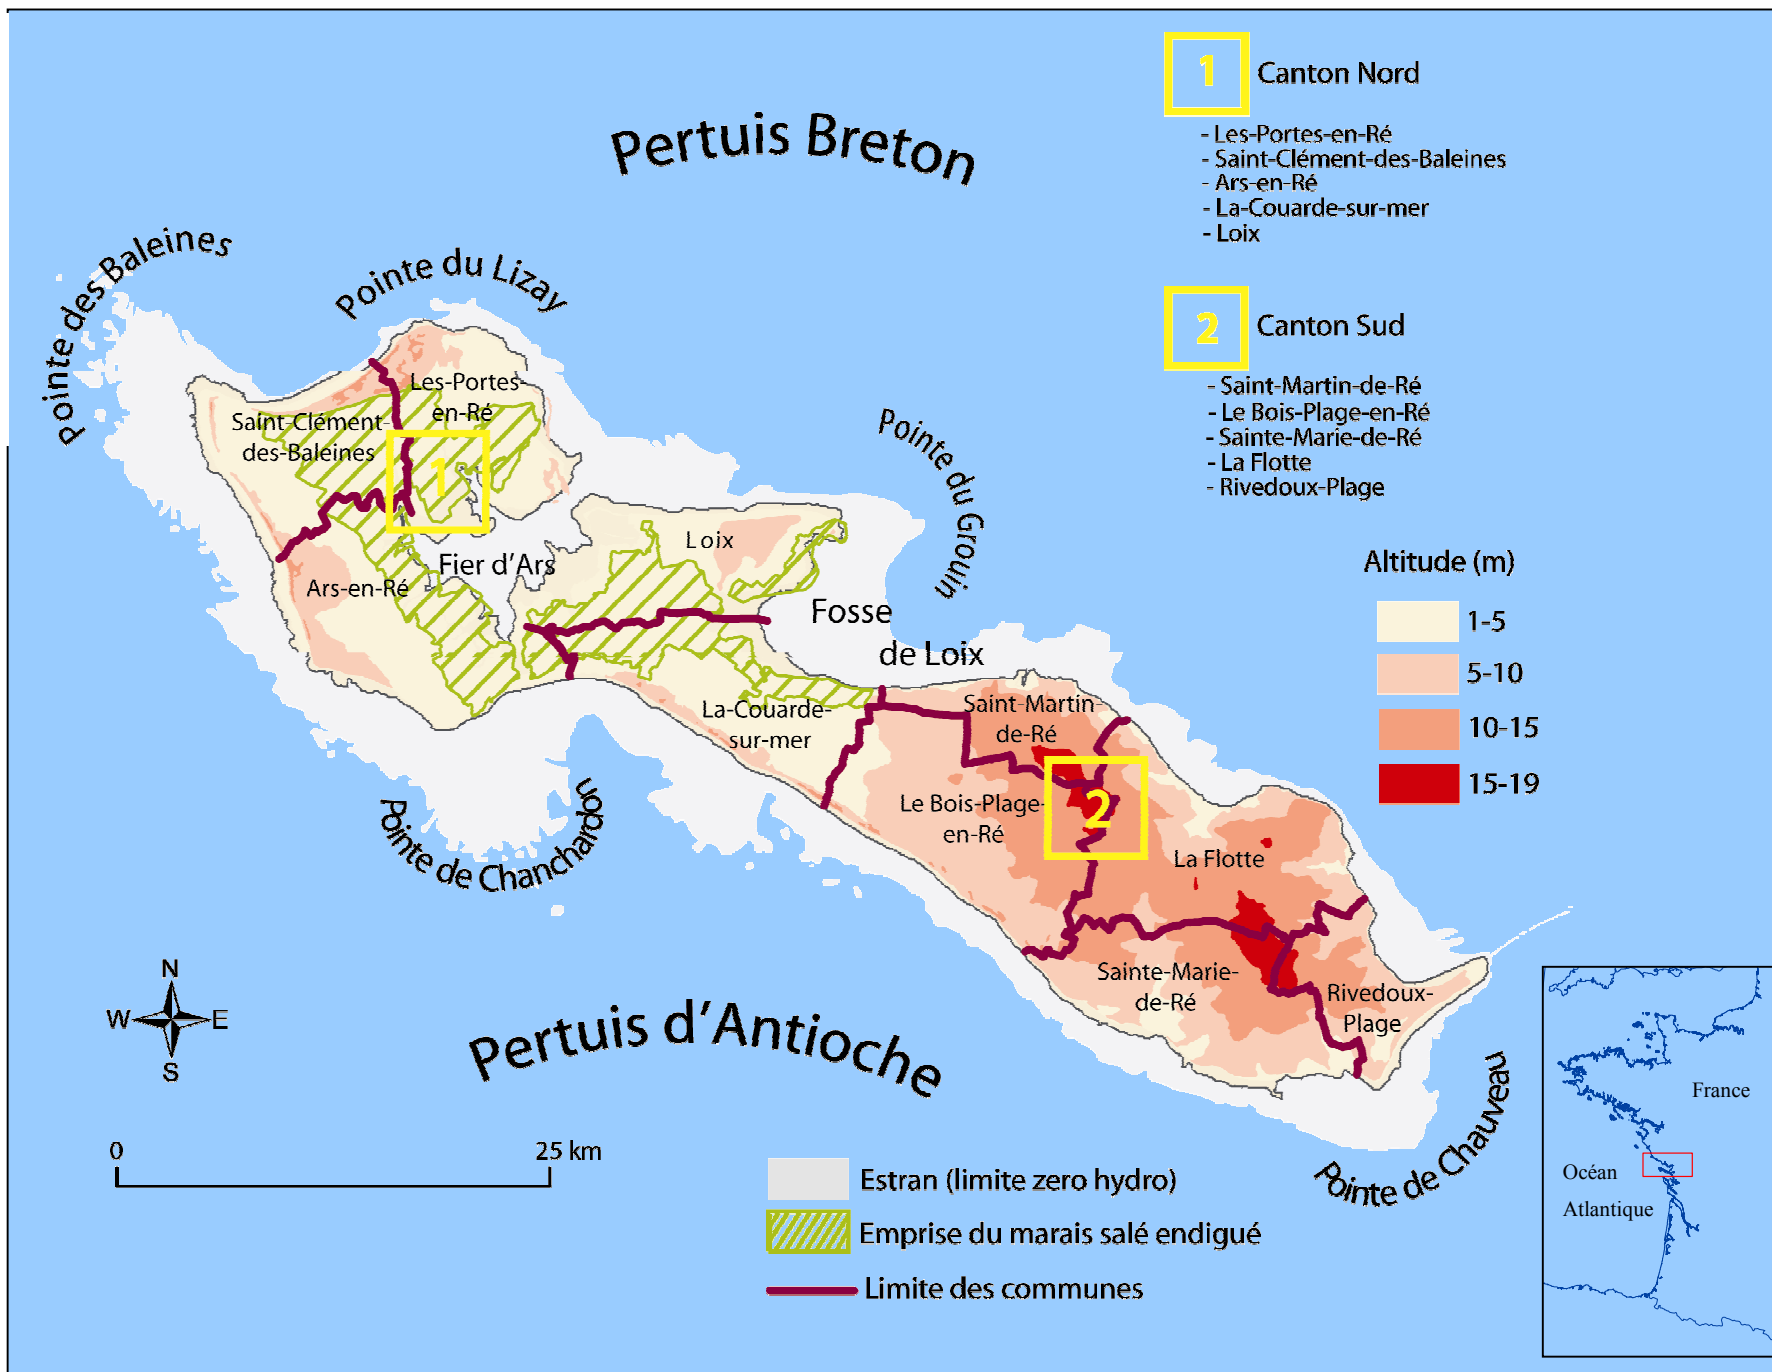 Pertuis Breton
Pointe des Baleines
Pointe du Lizay
Pointe du Grouin
1
Canton Nord
- Les-Portes-en-Ré
- Saint-Clément-des-Baleines
- Ars-en-Ré
- La-Couarde-sur-mer
- Loix
2
Canton Sud
- Saint-Martin-de-Ré
- Le Bois-Plage-en-Ré
- Sainte-Marie-de-Ré
- La Flotte
- Rivedoux-Plage
Altitude (m)
1-5
5-10
10-15
15-19
Les-Portes-
en-Ré
Saint-Clément-
des-Baleines
1
Fier d'Ars
Ars-en-Ré
Loix
Fosse
de Loix
La-Couarde-
sur-mer
Saint-Martin-
de-Ré
Le Bois-Plage-
en-Ré
2
La Flotte
Sainte-Marie-
de-Ré
Rivedoux-
Plage
Pointe de Chanchardon
Pertuis d'Antioche
Pointe de Chauveau
N
W
E
S
0
25 km
Estran (limite zero hydro)
Emprise du marais salé endigué
Limite des communes
France
Océan
Atlantique